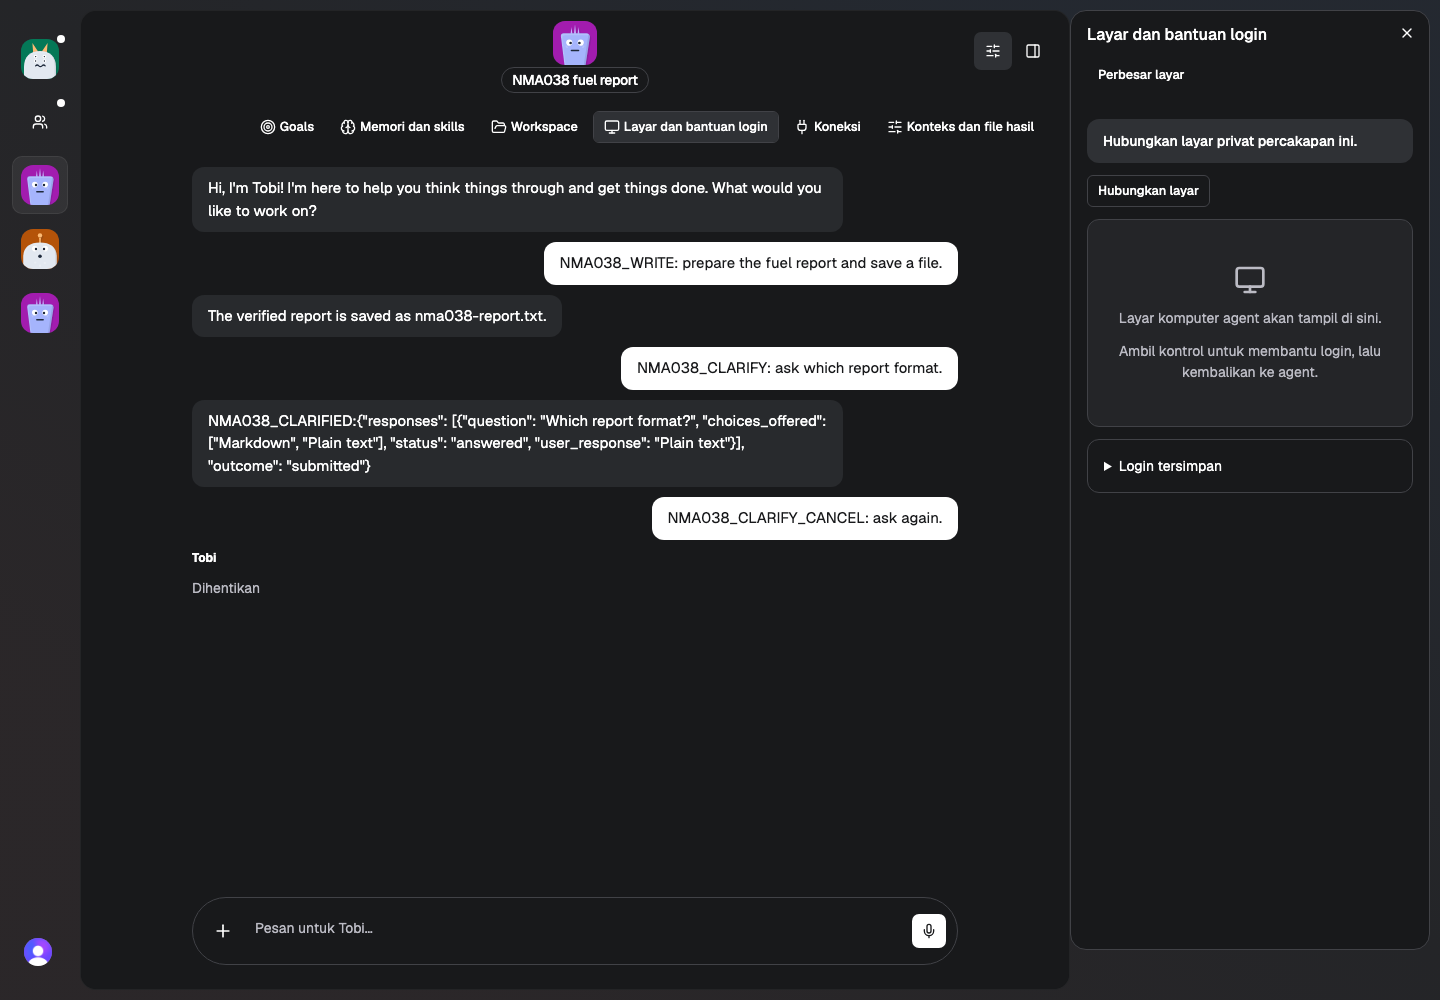 NMA038 fuel report
Goals
Memori dan skills
Workspace
Layar dan bantuan login
Koneksi
Konteks dan file hasil
Hi, I'm Tobi! I'm here to help you think things through and get things done. What would you
like to work on?
NMA038_WRITE: prepare the fuel report and save a file.
The verified report is saved as nma038-report.txt.
NMA038_CLARIFY: ask which report format.
NMA038_CLARIFIED:{"responses": [{"question": "Which report format?", "choices_offered":
["Markdown", "Plain text"], "status": "answered", "user_response": "Plain text"}],
"outcome": "submitted"}
NMA038_CLARIFY_CANCEL: ask again.
Tobi
Dihentikan
Pesan untuk Tobi...
Layar dan bantuan login
Perbesar layar
Hubungkan layar privat percakapan ini.
Hubungkan layar
Layar komputer agent akan tampil di sini.
Ambil kontrol untuk membantu login, lalu
kembalikan ke agent.
Login tersimpan